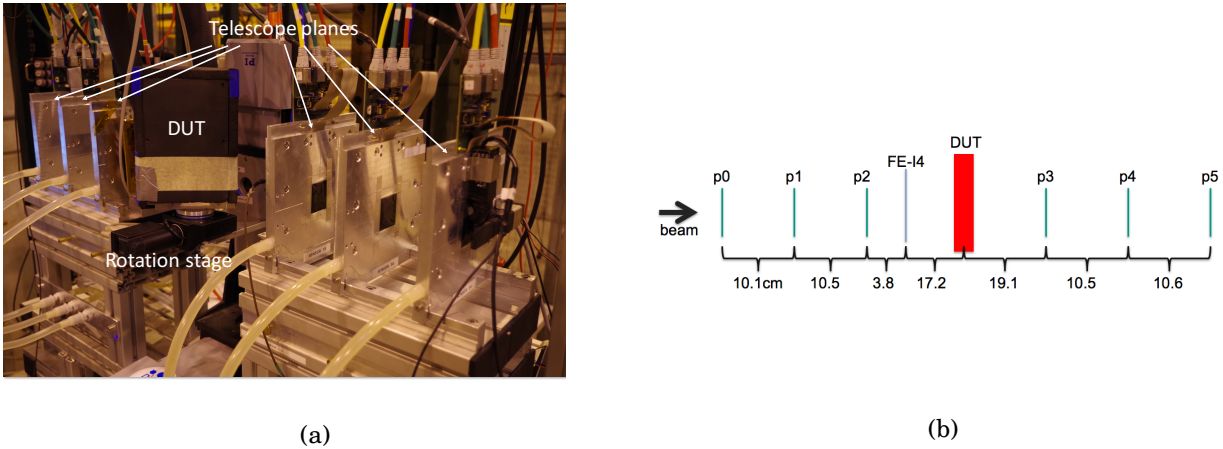 Telescope planes
PI
DUT
Rotation stage
(a)
DUT
FE-I4
p0 p1 p2 p3 p4 p5
beam
10.1cm 10.5 3.8 17.2 19.1 10.5 10.6
(b)